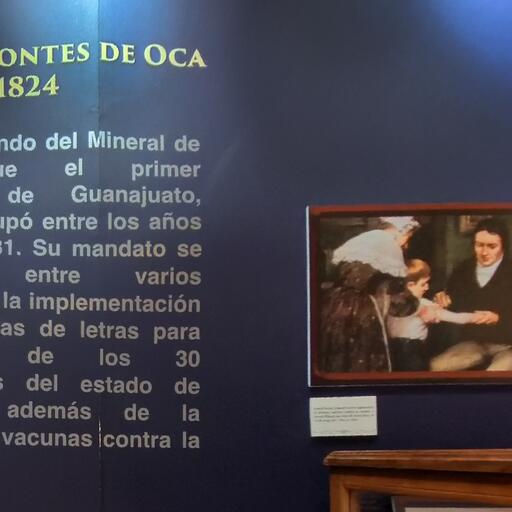 ONTES DE OCA
1824
ndo del Mineral de
ue el primer
de Guanajuato,
upó entre los años
31. Su mandato se
entre varios
la implementación
as de letras para
de los 30
s del estado de
además de la
vacunas contra la